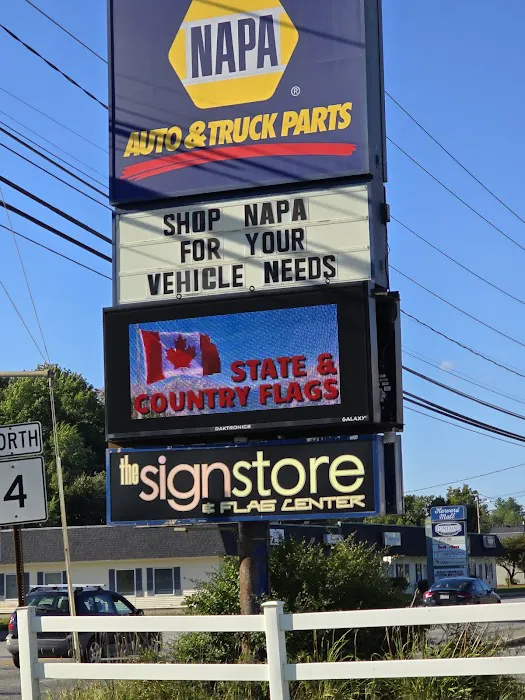 NAPA
®
AUTO & TRUCK PARTS
SHOP NAPA
FOR YOUR
VEHICLE NEEDS
STATE &
COUNTRY FLAGS
DAKTRONICS
GALAXY
the signstore
& FLAG CENTER
ORTH
4
Harvard
Mall